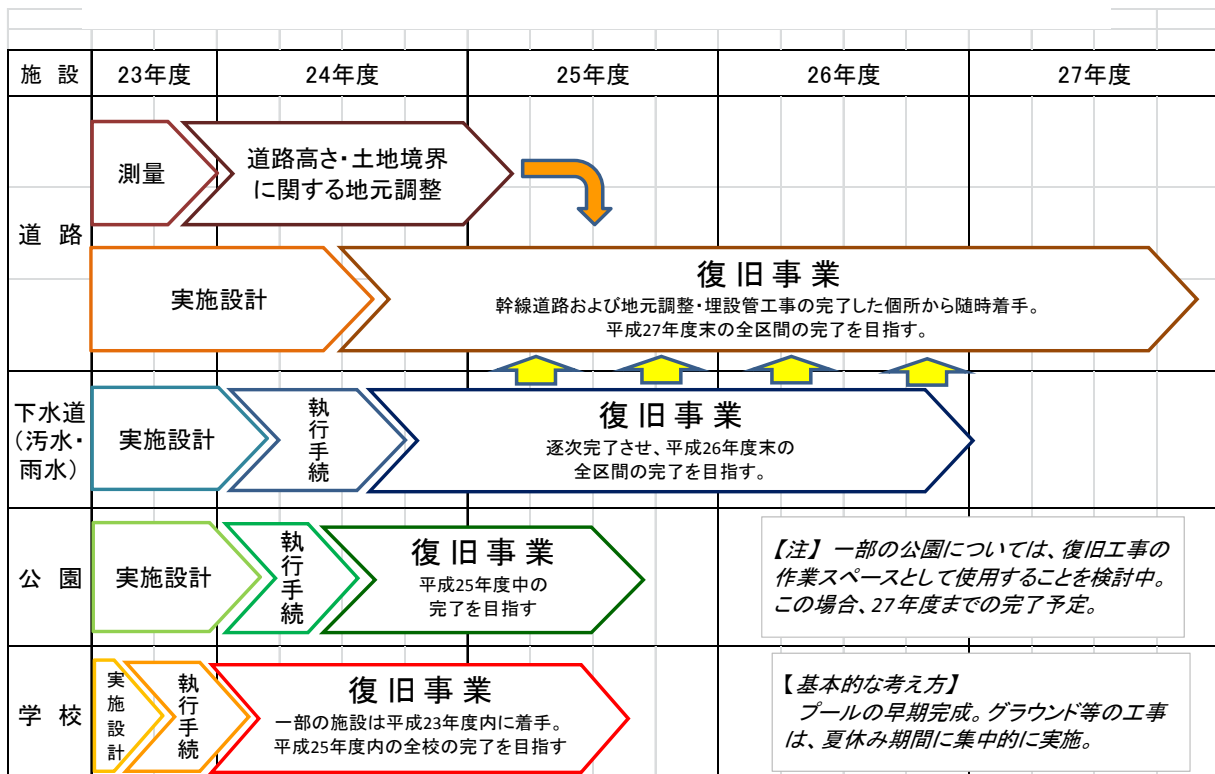 施 設
23年度
24年度
25年度
26年度
27年度
道 路
測量
道路高さ・土地境界
に関する地元調整
実施設計
復 旧 事 業
幹線道路および地元調整・埋設管工事の完了した個所から随時着手。
平成27年度末の全区間の完了を目指す。
下水道
(汚水・
雨水)
実施設計
執行手続
復 旧 事 業
逐次完了させ、平成26年度末の
全区間の完了を目指す。
公 園
実施設計
執行手続
復 旧 事 業
平成25年度中の
完了を目指す
【注】 一部の公園については、復旧工事の
作業スペースとして使用することを検討中。
この場合、27年度までの完了予定。
学 校
実施設計
執行手続
復 旧 事 業
一部の施設は平成23年度内に着手。
平成25年度内の全校の完了を目指す
【基本的な考え方】
プールの早期完成。グラウンド等の工事
は、夏休み期間に集中的に実施。